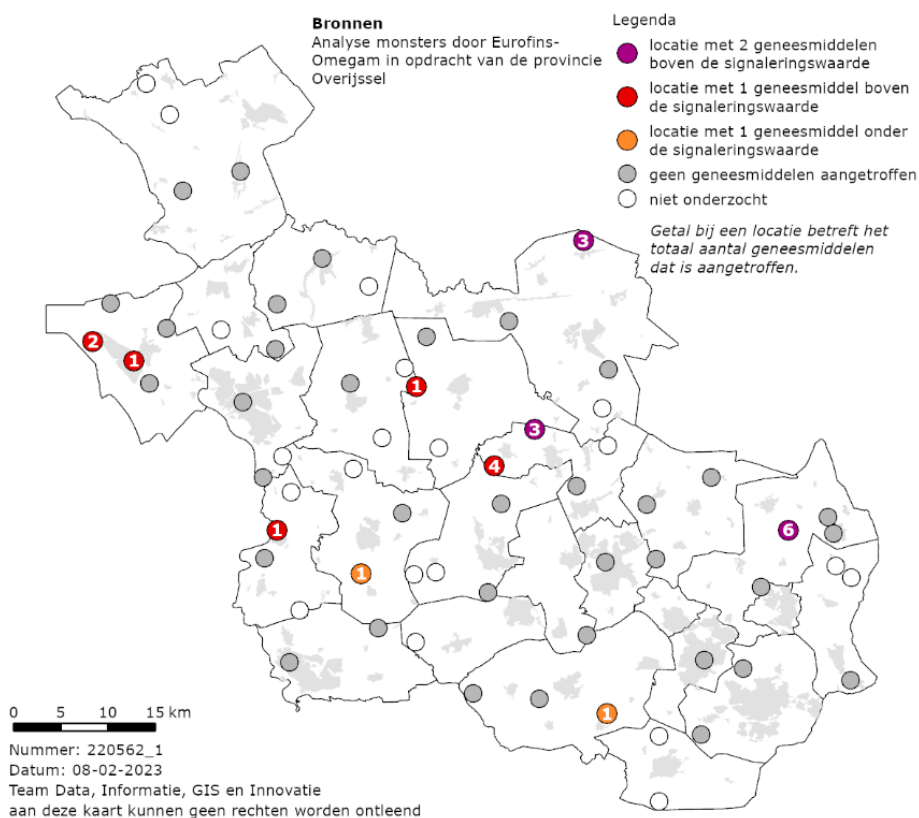 Bronnen
Analyse monsters door Eurofins-
Omegam in opdracht van de provincie
Overijssel
Legenda
locatie met 2 geneesmiddelen
boven de signaleringswaarde
locatie met 1 geneesmiddel boven
de signaleringswaarde
locatie met 1 geneesmiddel onder
de signaleringswaarde
geen geneesmiddelen aangetroffen
niet onderzocht
Getal bij een locatie betreft het
totaal aantal geneesmiddelen
dat is aangetroffen.
3
2
1
1
3
4
1
6
1
1
0 5 10 15 km
Nummer: 220562_1
Datum: 08-02-2023
Team Data, Informatie, GIS en Innovatie
aan deze kaart kunnen geen rechten worden ontleend